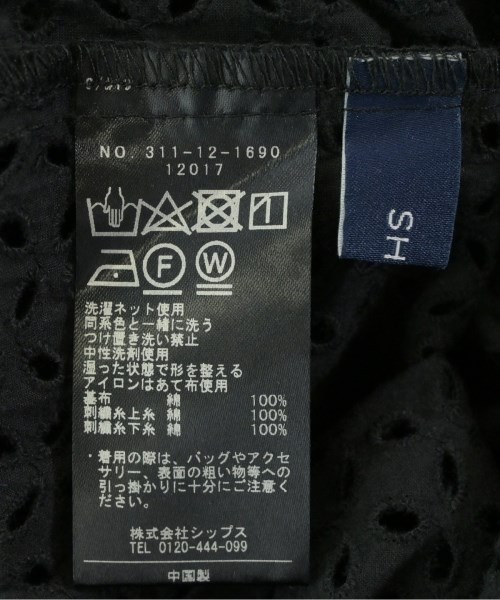 NO. 311-12-1690
12017
F
W
洗濯ネット使用
同系色と一緒に洗う
つけ置き洗い禁止
中性洗剤使用
湿った状態で形を整える
アイロンはあて布使用
基布 綿 100%
刺繍糸上糸 綿 100%
刺繍糸下糸 綿 100%
・着用の際は、バッグやアクセ
サリー、表面の粗い物等への
引っ掛かりに十分にご注意く
ださい。
株式会社シップス
TEL 0120-444-099
中国製
SH